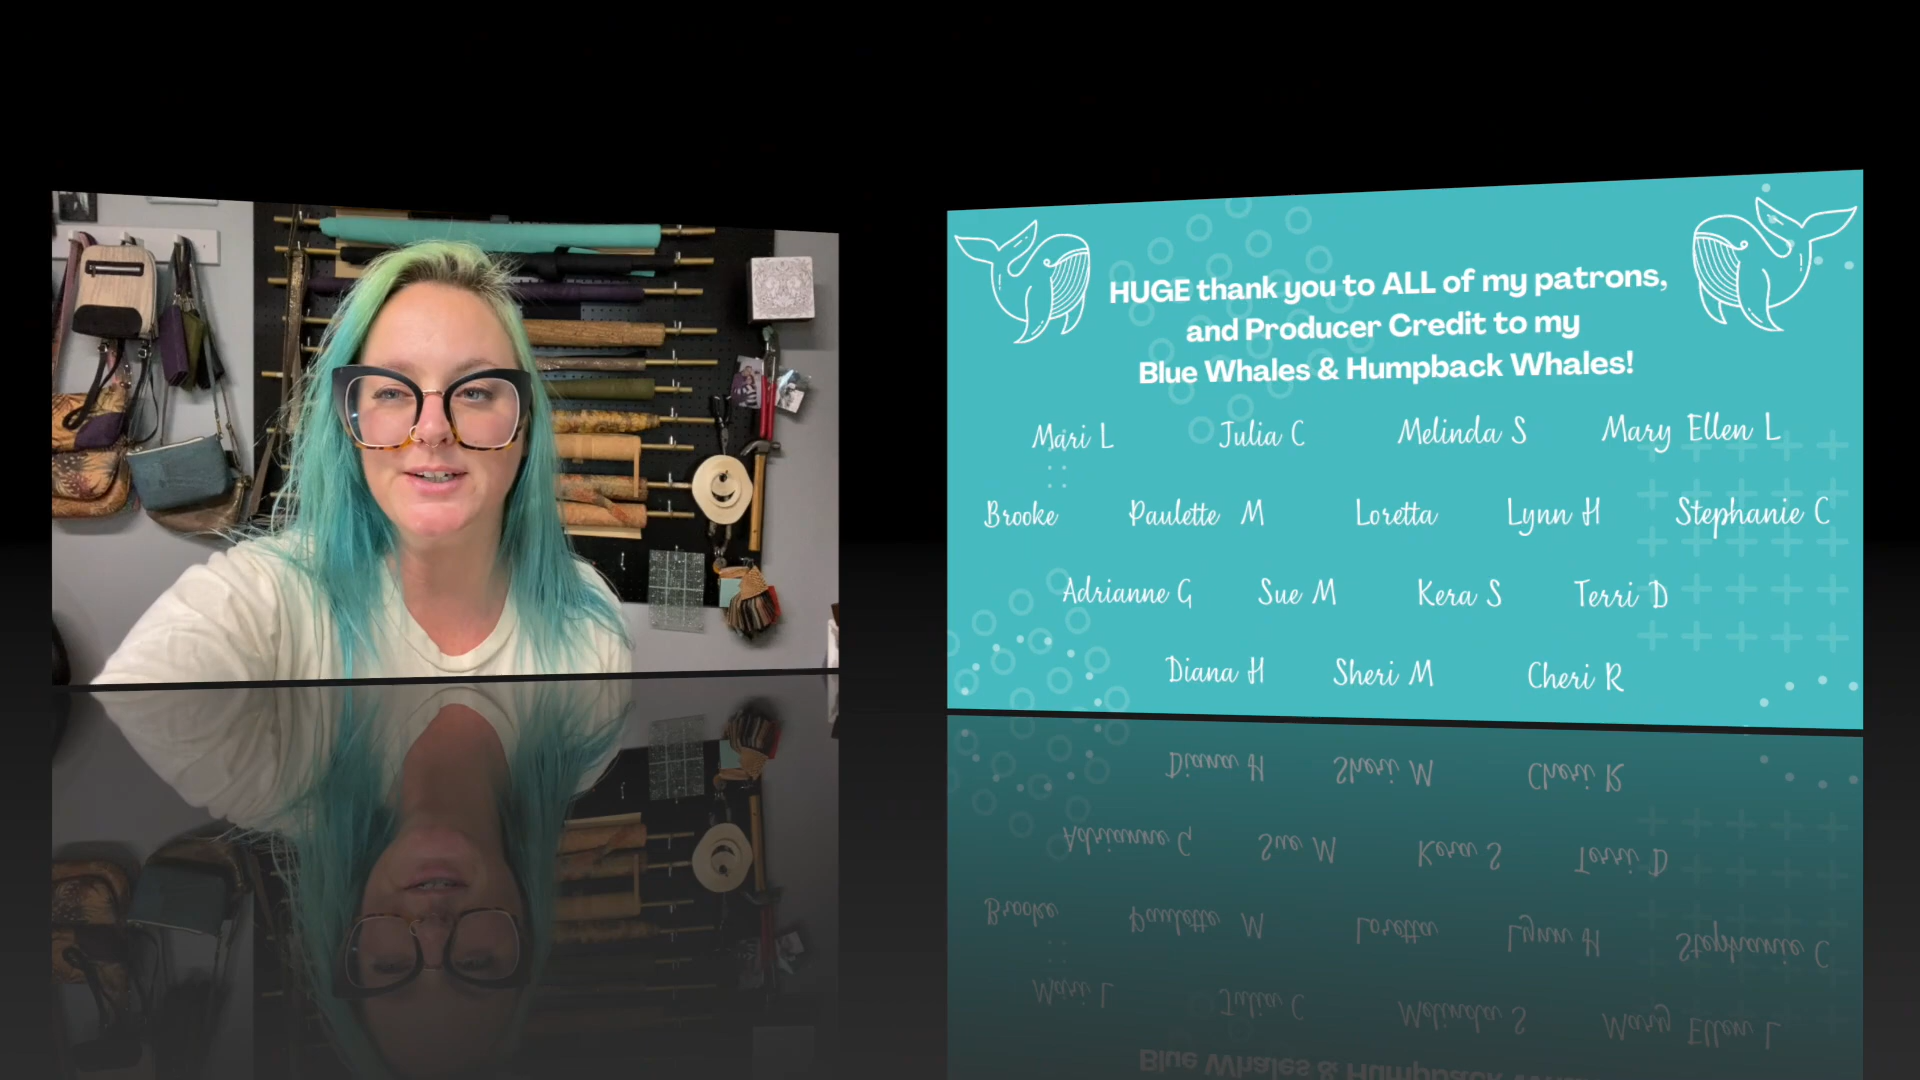 HUGE thank you to ALL of my patrons,
and Producer Credit to my
Blue Whales & Humpback Whales!
Mari L Julia C Melinda S Mary Ellen L
Brooke Paulette M Loretta Lynn H Stephanie C
Adrianne G Sue M Kera S Terri D
Diana H Sheri M Cheri R